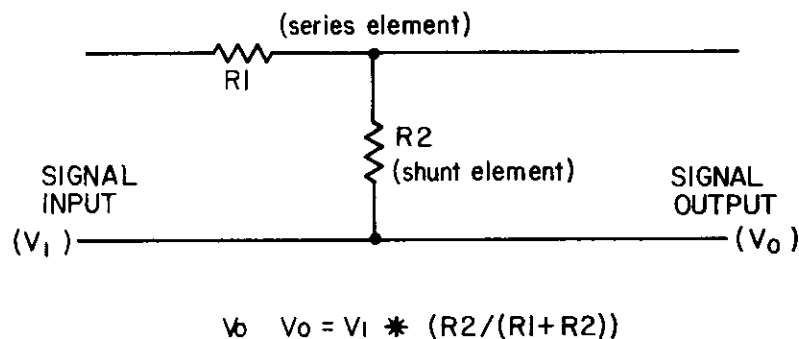 (series element)
R1
R2
(shunt element)
SIGNAL
INPUT
(V1)
SIGNAL
OUTPUT
(Vo)
Vo Vo = V1 * (R2/(R1+R2))